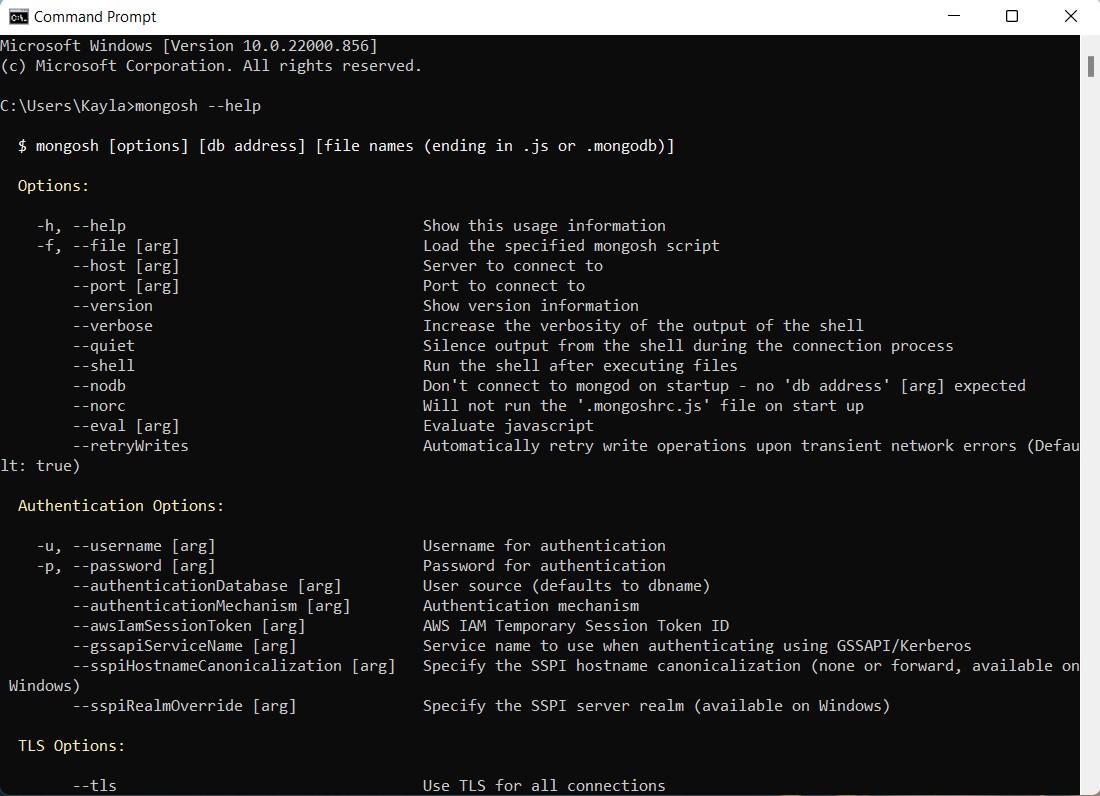 Command Prompt
Microsoft Windows [Version 10.0.22000.856]
(c) Microsoft Corporation. All rights reserved.
C:\Users\Kayla>mongosh --help
$ mongosh [options] [db address] [file names (ending in .js or .mongodb)]
Options:
-h, --help Show this usage information
-f, --file [arg] Load the specified mongosh script
--host [arg] Server to connect to
--port [arg] Port to connect to
--version Show version information
--verbose Increase the verbosity of the output of the shell
--quiet Silence output from the shell during the connection process
--shell Run the shell after executing files
--nodb Don't connect to mongod on startup - no 'db address' [arg] expected
--norc Will not run the '.mongoshrc.js' file on start up
--eval [arg] Evaluate javascript
--retryWrites Automatically retry write operations upon transient network errors (Defau
lt: true)
Authentication Options:
-u, --username [arg] Username for authentication
-p, --password [arg] Password for authentication
--authenticationDatabase [arg] User source (defaults to dbname)
--authenticationMechanism [arg] Authentication mechanism
--awsIamSessionToken [arg] AWS IAM Temporary Session Token ID
--gssapiServiceName [arg] Service name to use when authenticating using GSSAPI/Kerberos
--sspiHostnameCanonicalization [arg] Specify the SSPI hostname canonicalization (none or forward, available on
Windows)
--sspiRealmOverride [arg] Specify the SSPI server realm (available on Windows)
TLS Options:
--tls Use TLS for all connections